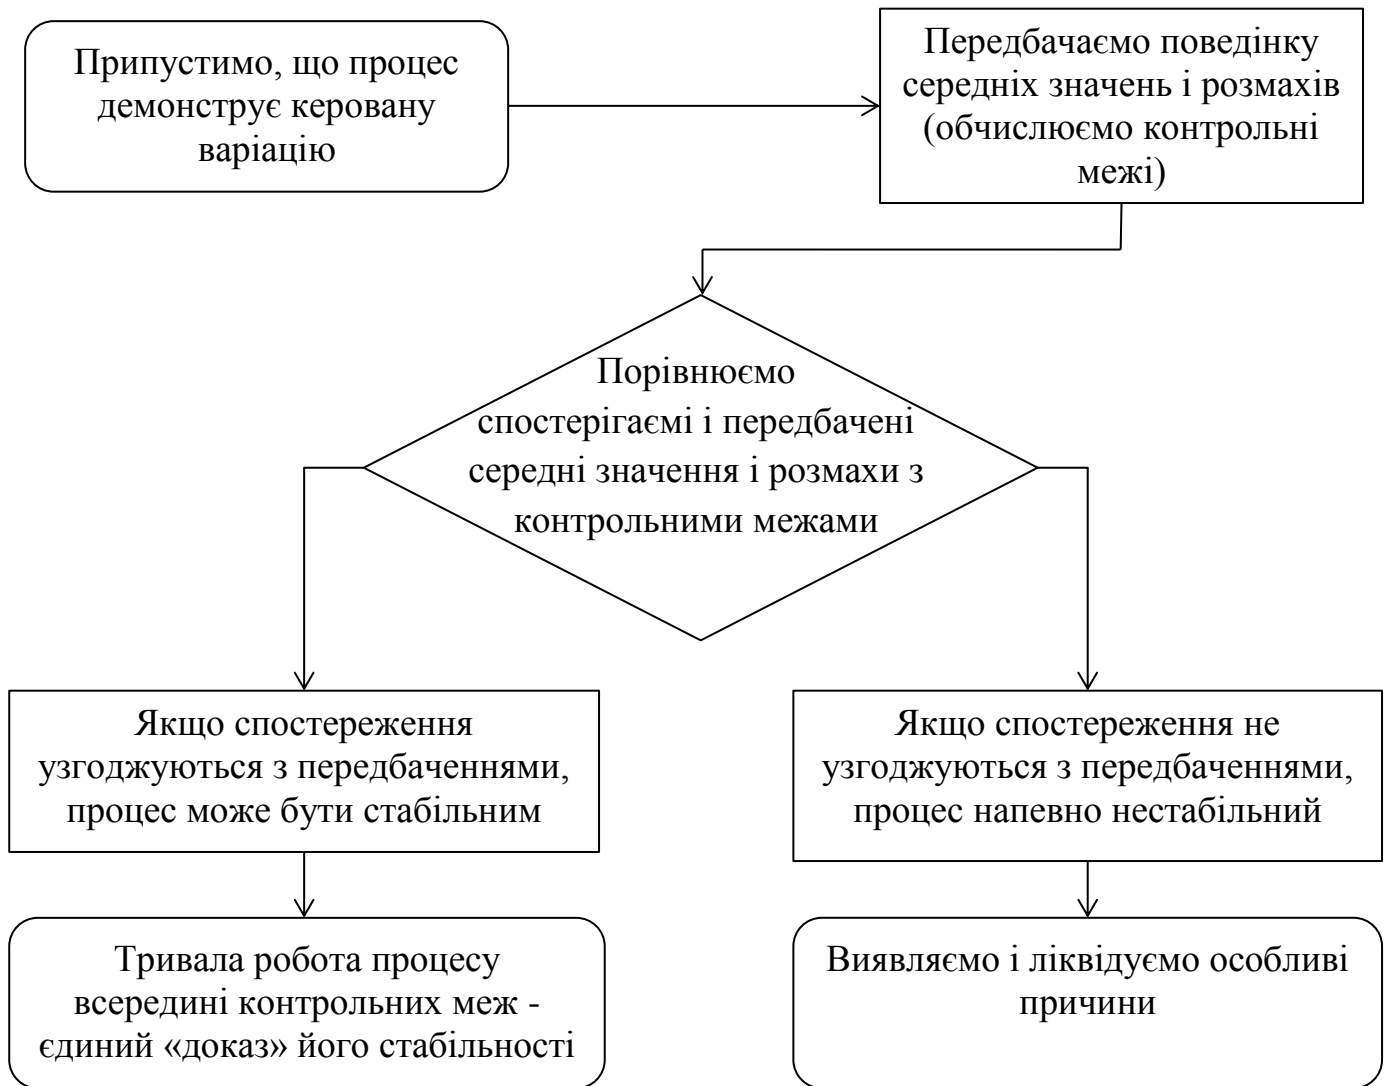 Припустимо, що процес
демонструє керовану
варіацію
Передбачаємо поведінку
середніх значень і розмахів
(обчислюємо контрольні
межі)
Порівнюємо
спостерігаємі і передбачені
середні значення і розмахи з
контрольними межами
Якщо спостереження
узгоджуються з передбаченнями,
процес може бути стабільним
Якщо спостереження не
узгоджуються з передбаченнями,
процес напевно нестабільний
Тривала робота процесу
всередині контрольних меж -
єдиний «доказ» його стабільності
Виявляємо і ліквідуємо особливі
причини